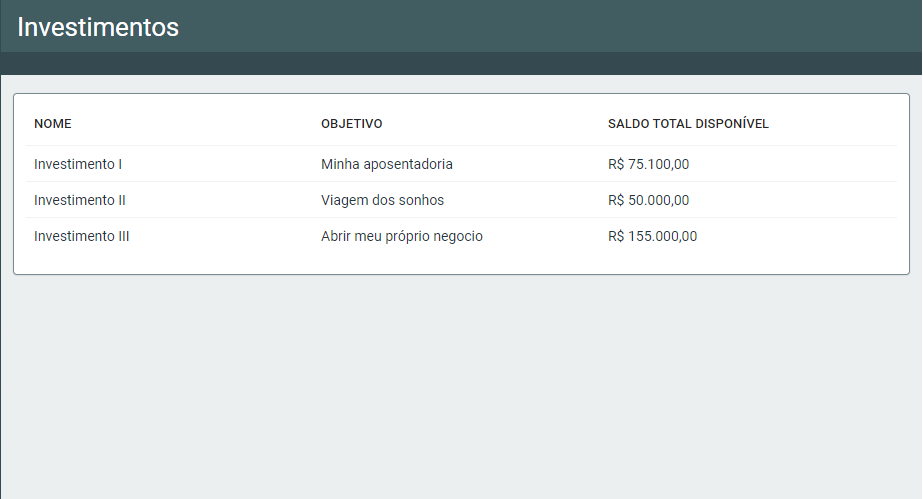 Investimentos
NOME OBJETIVO SALDO TOTAL DISPONÍVEL
Investimento I Minha aposentadoria R$ 75.100,00
Investimento II Viagem dos sonhos R$ 50.000,00
Investimento III Abrir meu próprio negocio R$ 155.000,00